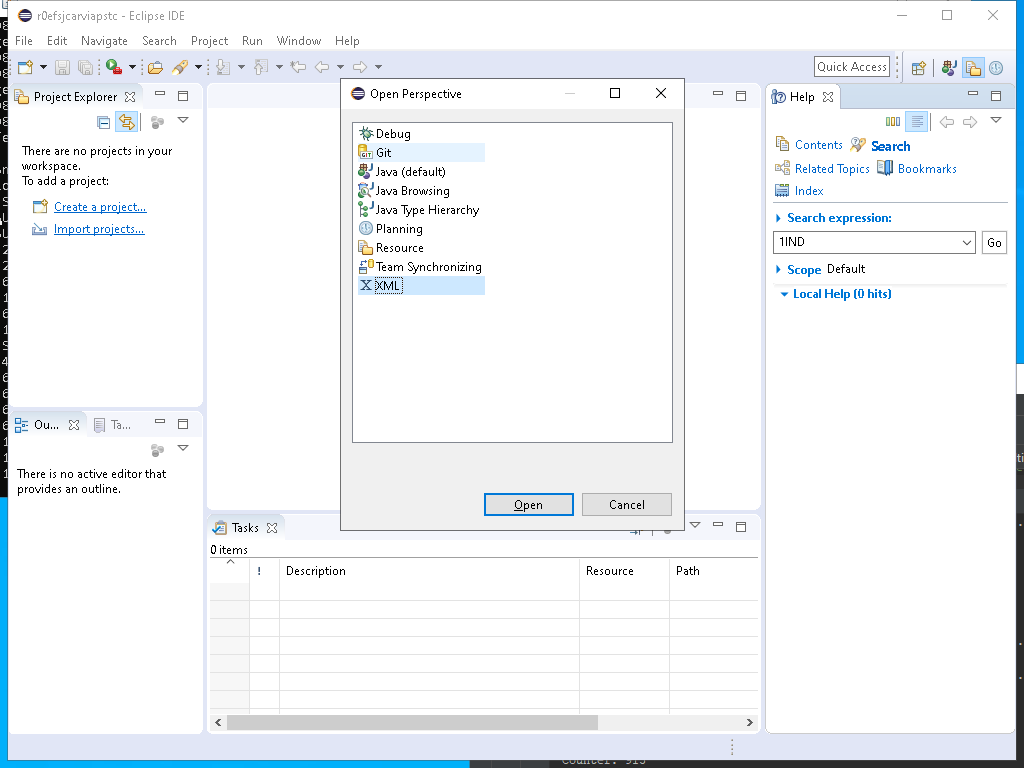 r0efsjcarviapstc - Eclipse IDE
File Edit Navigate Search Project Run Window Help
Quick Access
Project Explorer
There are no projects in your
workspace.
To add a project:
Create a project...
Import projects...
Ou...
Ta...
There is no active editor that
provides an outline.
Open Perspective
Debug
Git
Java (default)
Java Browsing
Java Type Hierarchy
Planning
Resource
Team Synchronizing
XML
Open
Cancel
Tasks
0 items
! Description Resource Path
Help
Contents Search
Related Topics Bookmarks
Index
Search expression:
1IND
Go
Scope Default
Local Help (0 hits)